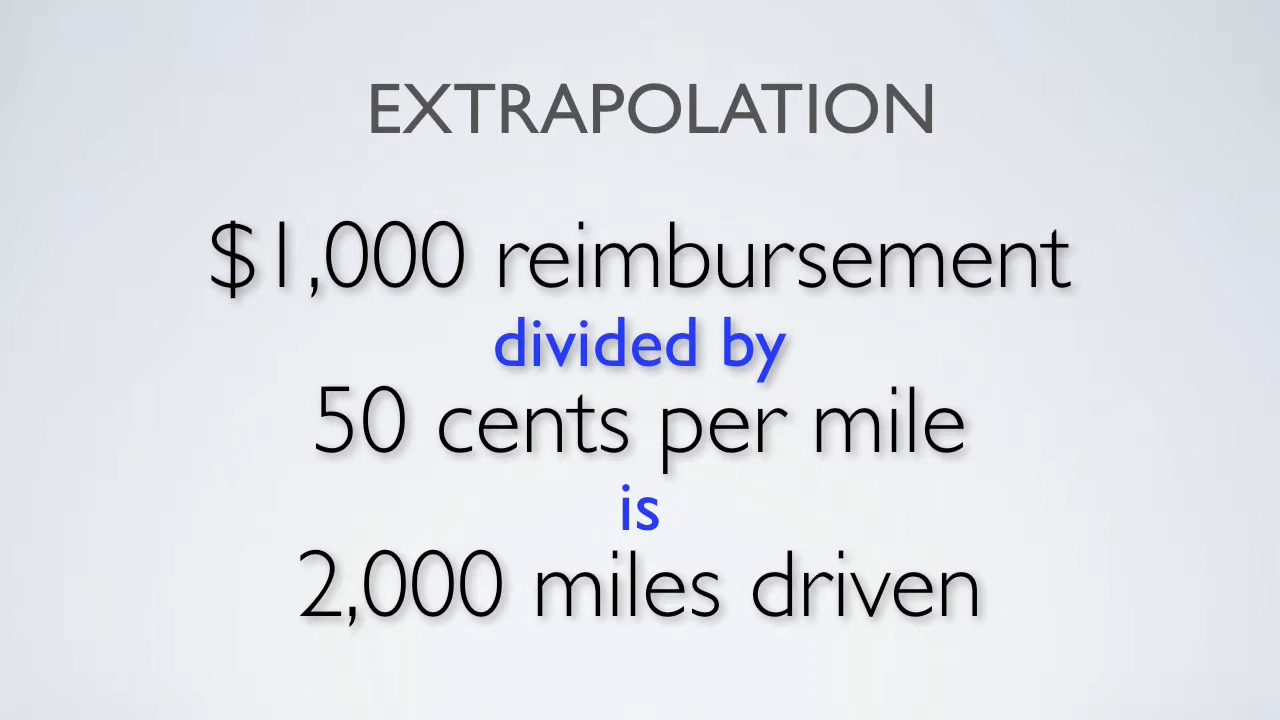 EXTRAPOLATION
$1,000 reimbursement
divided by
50 cents per mile
is
2,000 miles driven